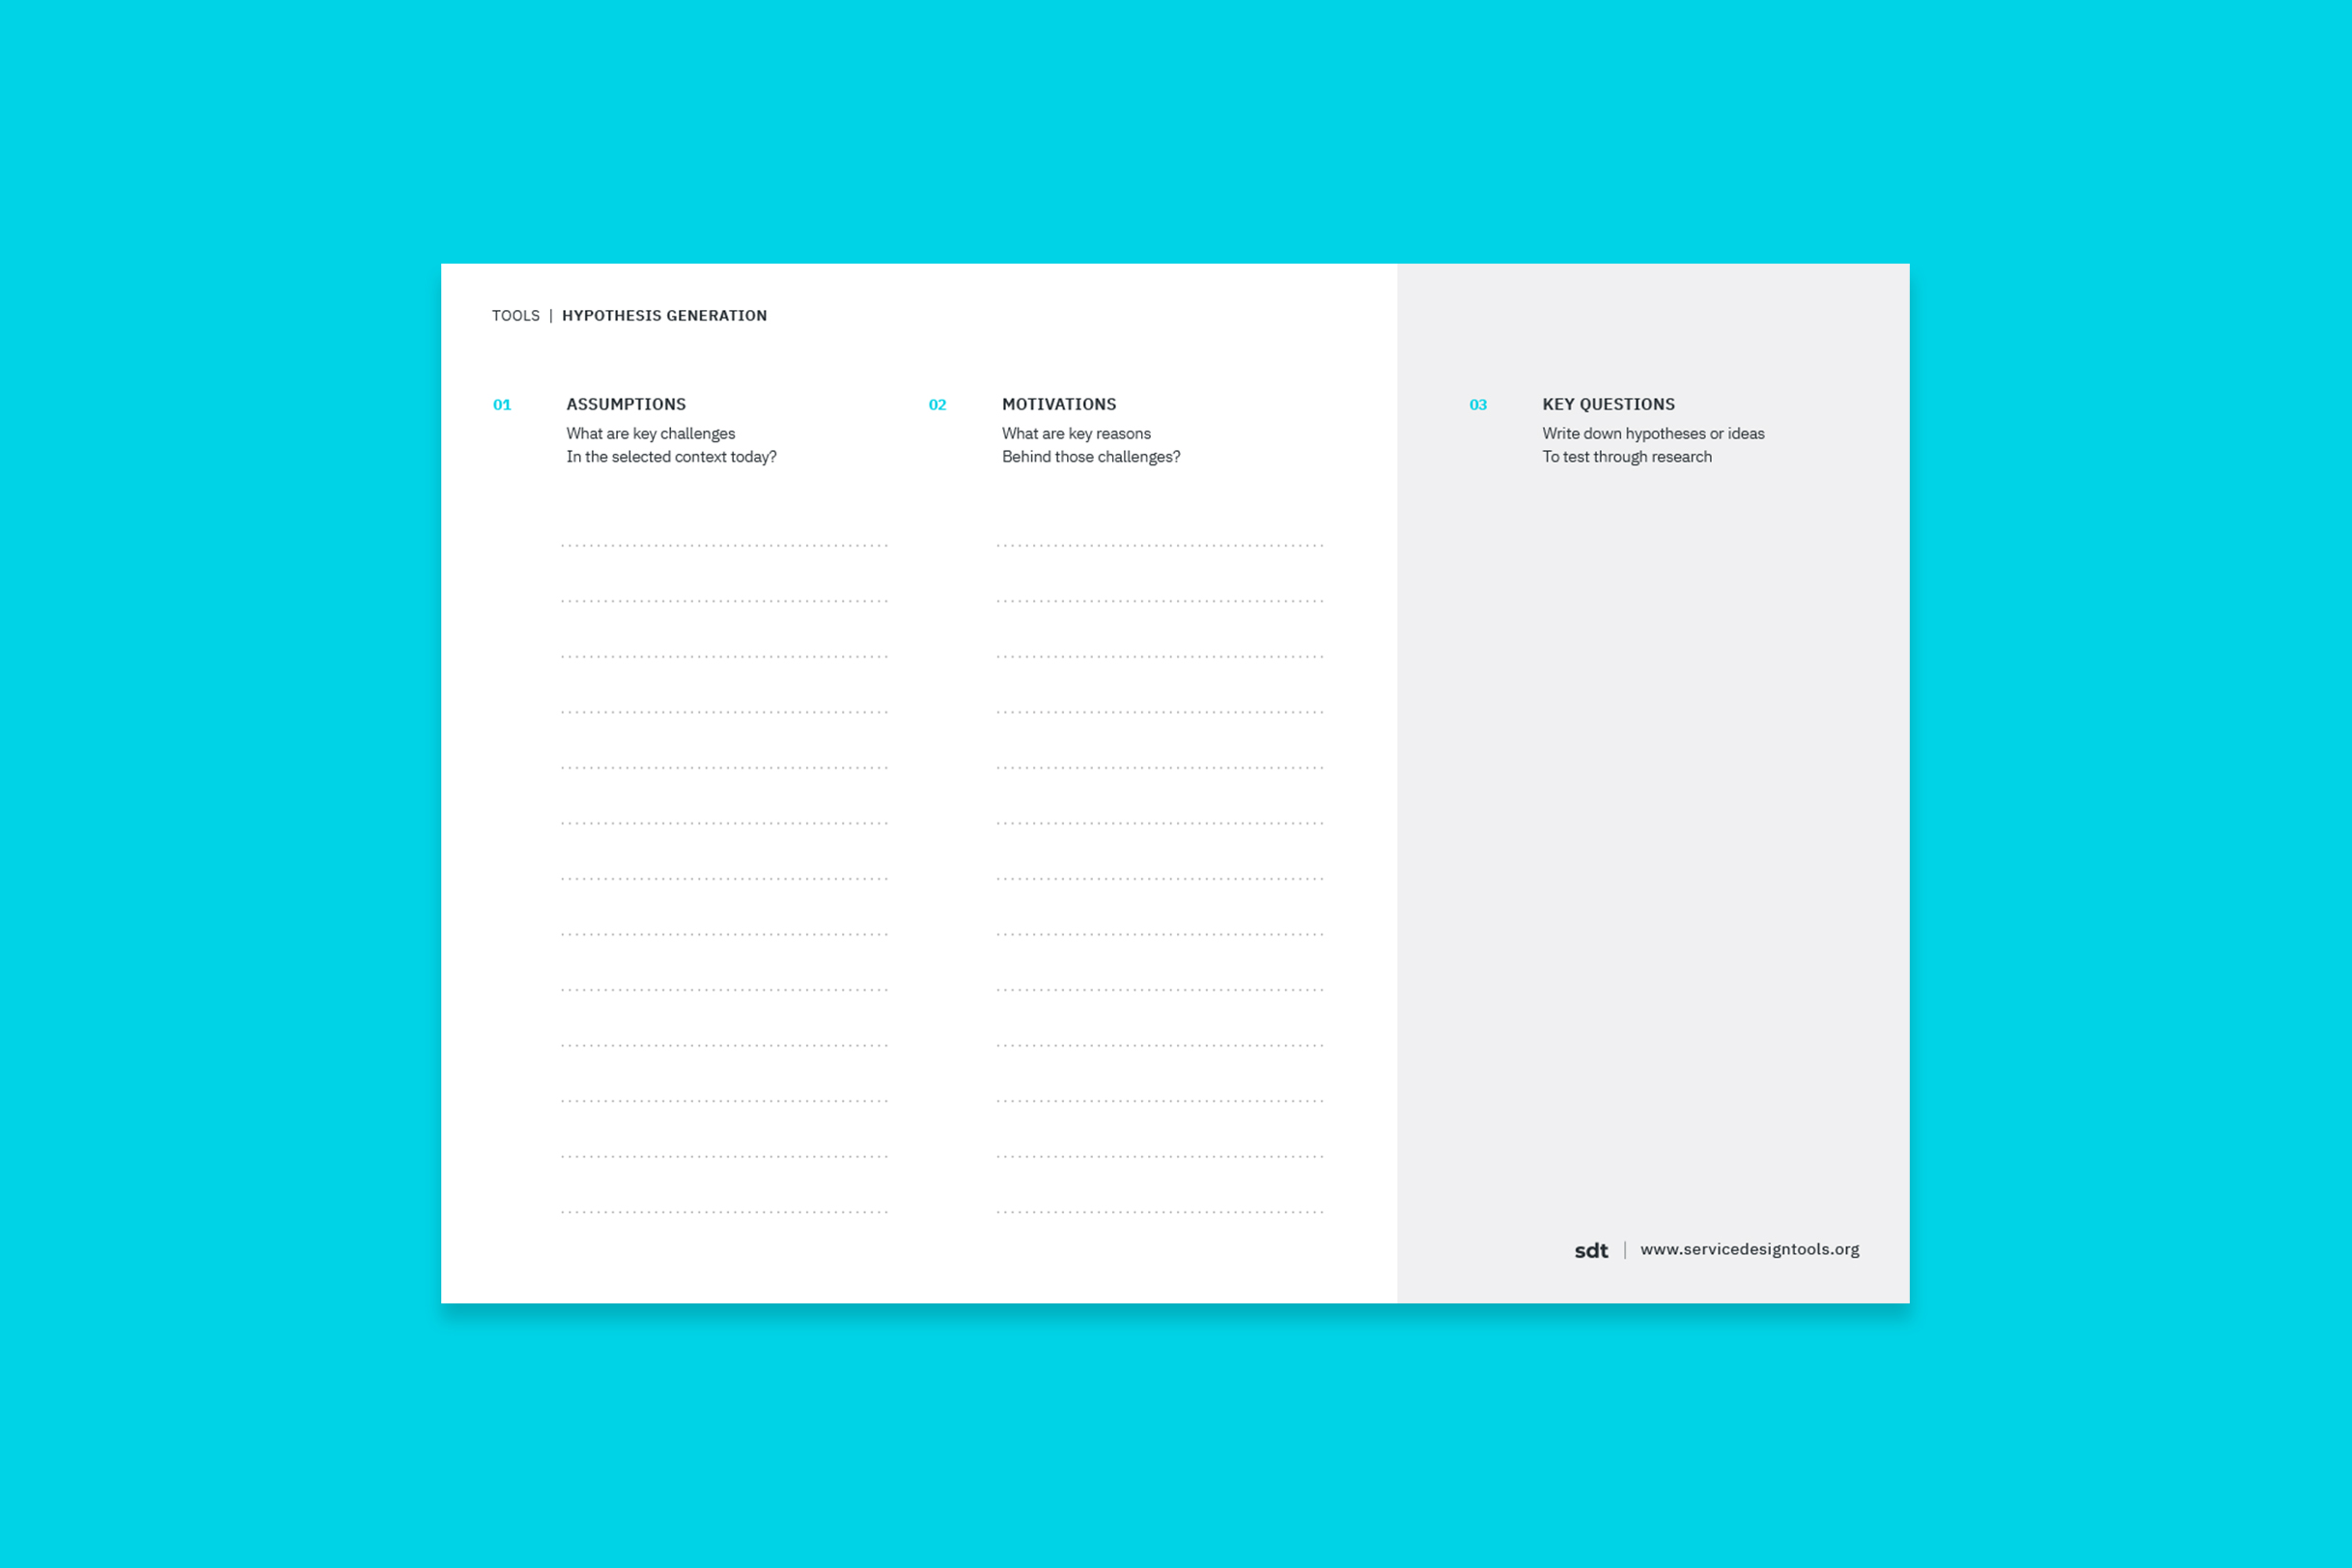 TOOLS | HYPOTHESIS GENERATION
01 ASSUMPTIONS
What are key challenges
In the selected context today?
02 MOTIVATIONS
What are key reasons
Behind those challenges?
03 KEY QUESTIONS
Write down hypotheses or ideas
To test through research
sdt | www.servicedesigntools.org